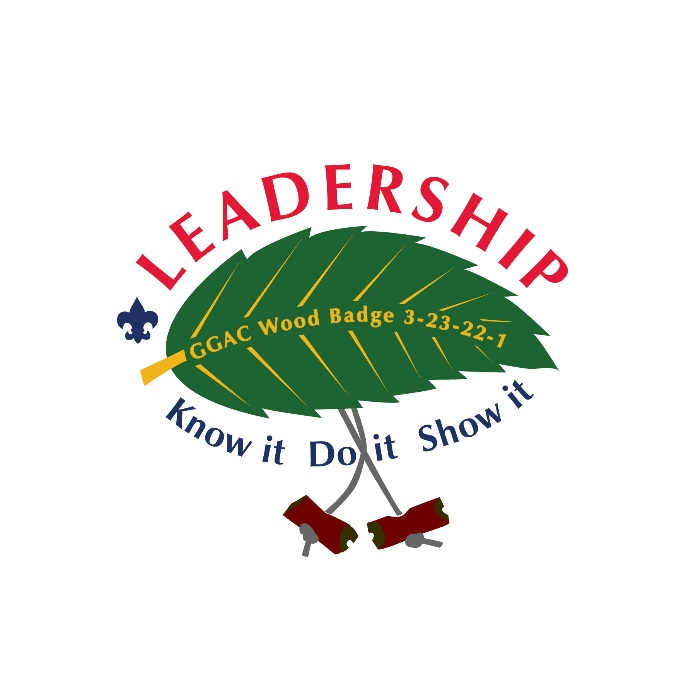 LEADERSHIP
GGAC Wood Badge 3-23-22-1
Know it Do it Show it